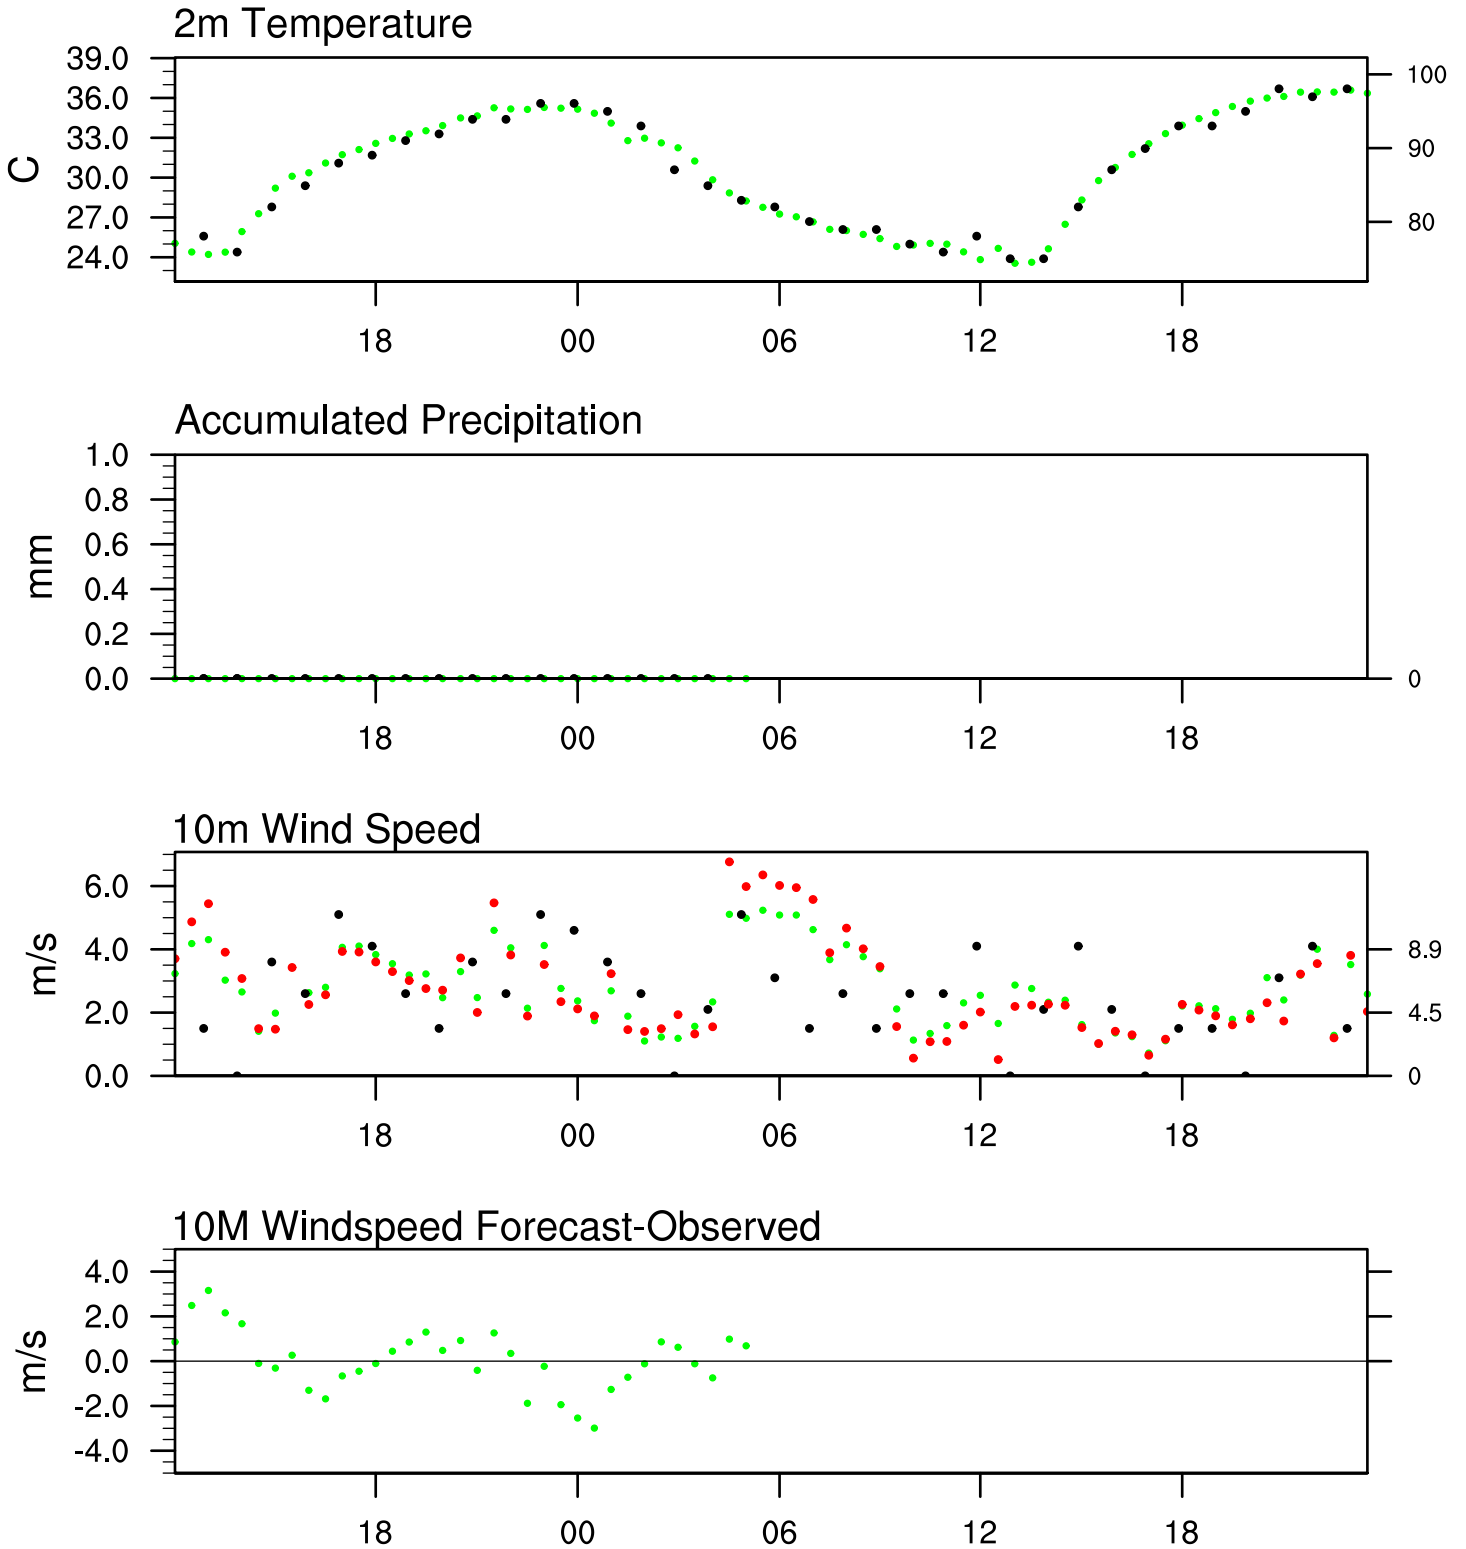 2m Temperature
39.0
36.0
33.0
30.0
27.0
24.0
C
100
90
80
18 00 06 12 18
Accumulated Precipitation
1.0
0.8
0.6
0.4
0.2
0.0
mm
0
18 00 06 12 18
10m Wind Speed
6.0
4.0
2.0
0.0
m/s
8.9
4.5
0
18 00 06 12 18
10M Windspeed Forecast-Observed
4.0
2.0
0.0
-2.0
-4.0
m/s
18 00 06 12 18